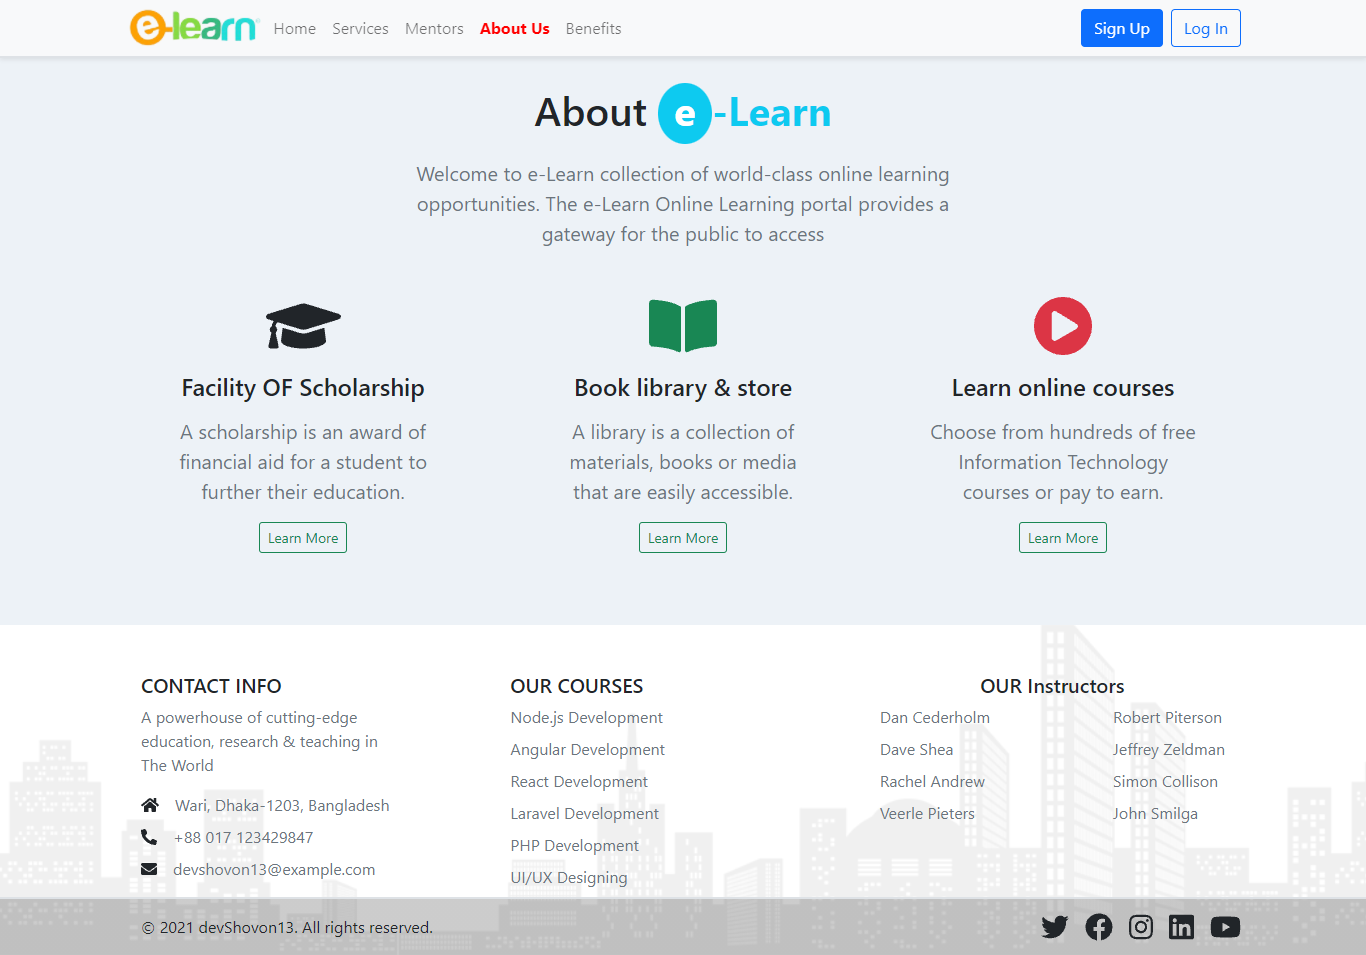 e-learn Home Services Mentors About Us Benefits Sign Up Log In
About e-Learn
Welcome to e-Learn collection of world-class online learning
opportunities. The e-Learn Online Learning portal provides a
gateway for the public to access
Facility OF Scholarship
A scholarship is an award of
financial aid for a student to
further their education.
Learn More
Book library & store
A library is a collection of
materials, books or media
that are easily accessible.
Learn More
Learn online courses
Choose from hundreds of free
Information Technology
courses or pay to earn.
Learn More
CONTACT INFO
A powerhouse of cutting-edge
education, research & teaching in
The World
Wari, Dhaka-1203, Bangladesh
+88 017 123429847
devshovon13@example.com
OUR COURSES
Node.js Development
Angular Development
React Development
Laravel Development
PHP Development
UI/UX Designing
OUR Instructors
Dan Cederholm
Dave Shea
Rachel Andrew
Veerle Pieters
Robert Piterson
Jeffrey Zeldman
Simon Collison
John Smilga
© 2021 devShovon13. All rights reserved.